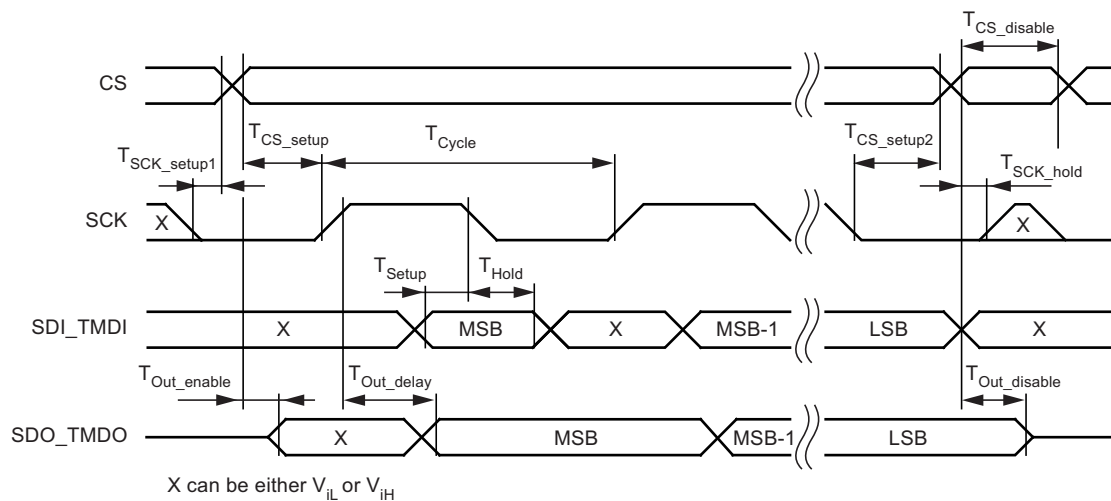 T_CS_disable
CS
T_CS_setup
T_Cycle
T_CS_setup2
T_SCK_setup1
T_SCK_hold
SCK
X
X
T_Setup
T_Hold
SDI_TMDI
X
MSB
X
MSB-1
LSB
X
T_Out_enable
T_Out_delay
T_Out_disable
SDO_TMDO
X
MSB
MSB-1
LSB
X can be either V_iL or V_iH